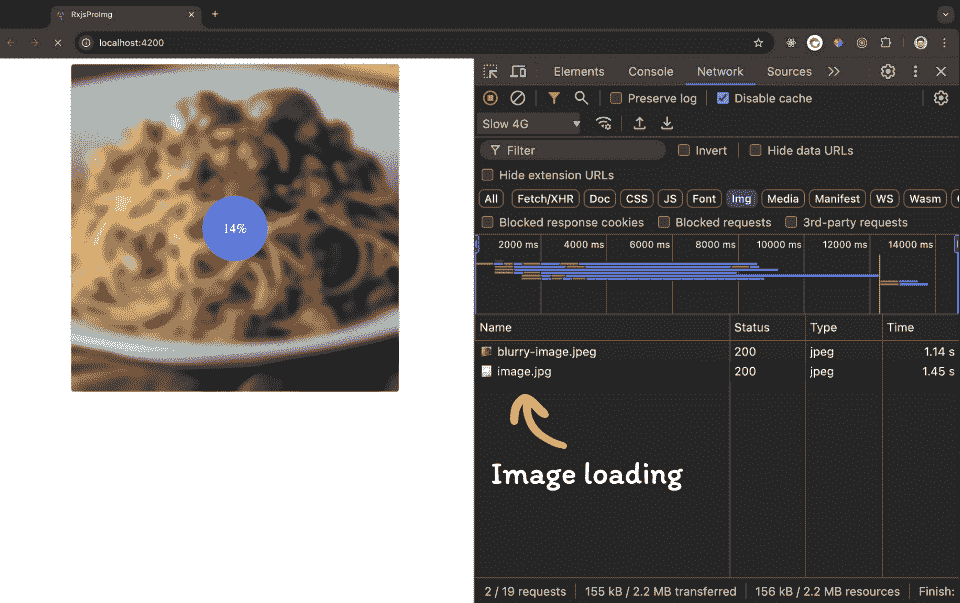 RxjsProImg
localhost:4200
14%
Elements Console Network Sources
Preserve log Disable cache
Slow 4G
Filter Invert Hide data URLs
Hide extension URLs
All Fetch/XHR Doc CSS JS Font Img Media Manifest WS Wasm
Blocked response cookies Blocked requests 3rd-party requests
2000 ms 4000 ms 6000 ms 8000 ms 10000 ms 12000 ms 14000 ms
Name Status Type Time
blurry-image.jpeg 200 jpeg 1.14 s
image.jpg 200 jpeg 1.45 s
Image loading
2 / 19 requests 155 kB / 2.2 MB transferred 156 kB / 2.2 MB resources Finish: